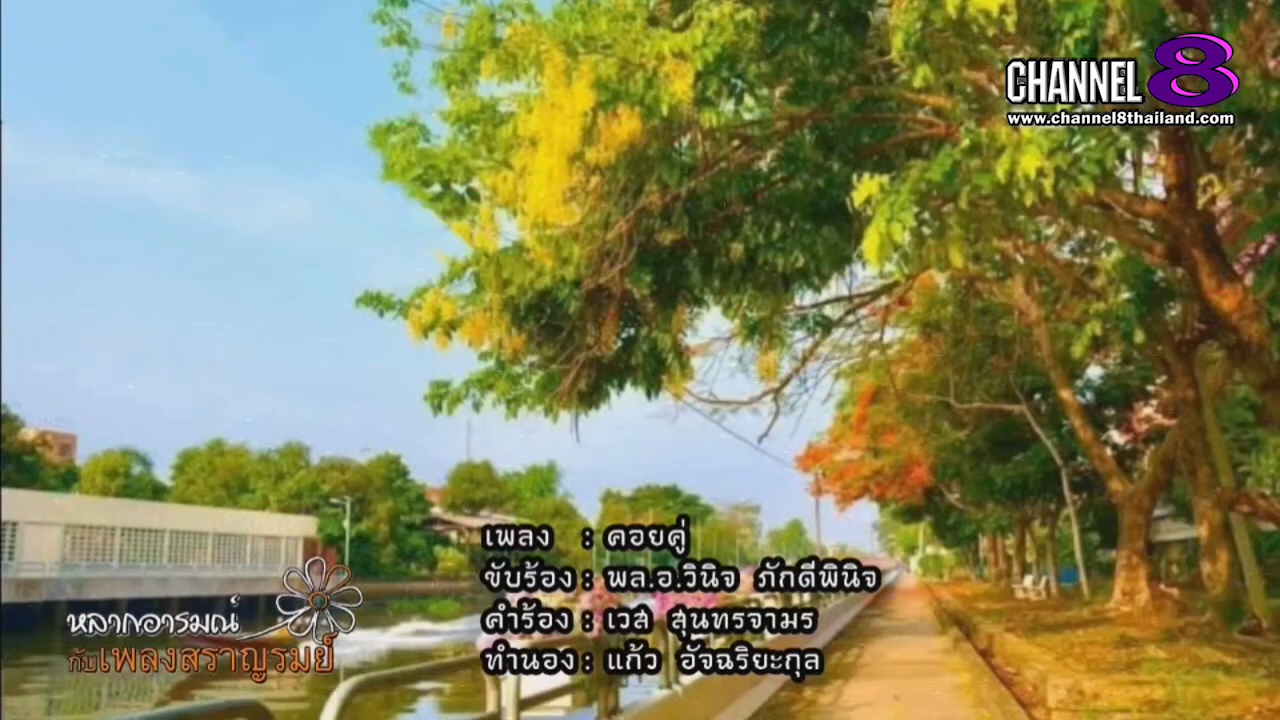 CHANNEL 8
www.channel8thailand.com
เพลง : คอยคู่
ขับร้อง : พล.อ.วินิจ ภักดีพินิจ
คำร้อง : เวส สุนทรจามร
ทำนอง : แก้ว อัจฉริยะกุล
หลากอารมณ์
กับเพลงสราญรมย์